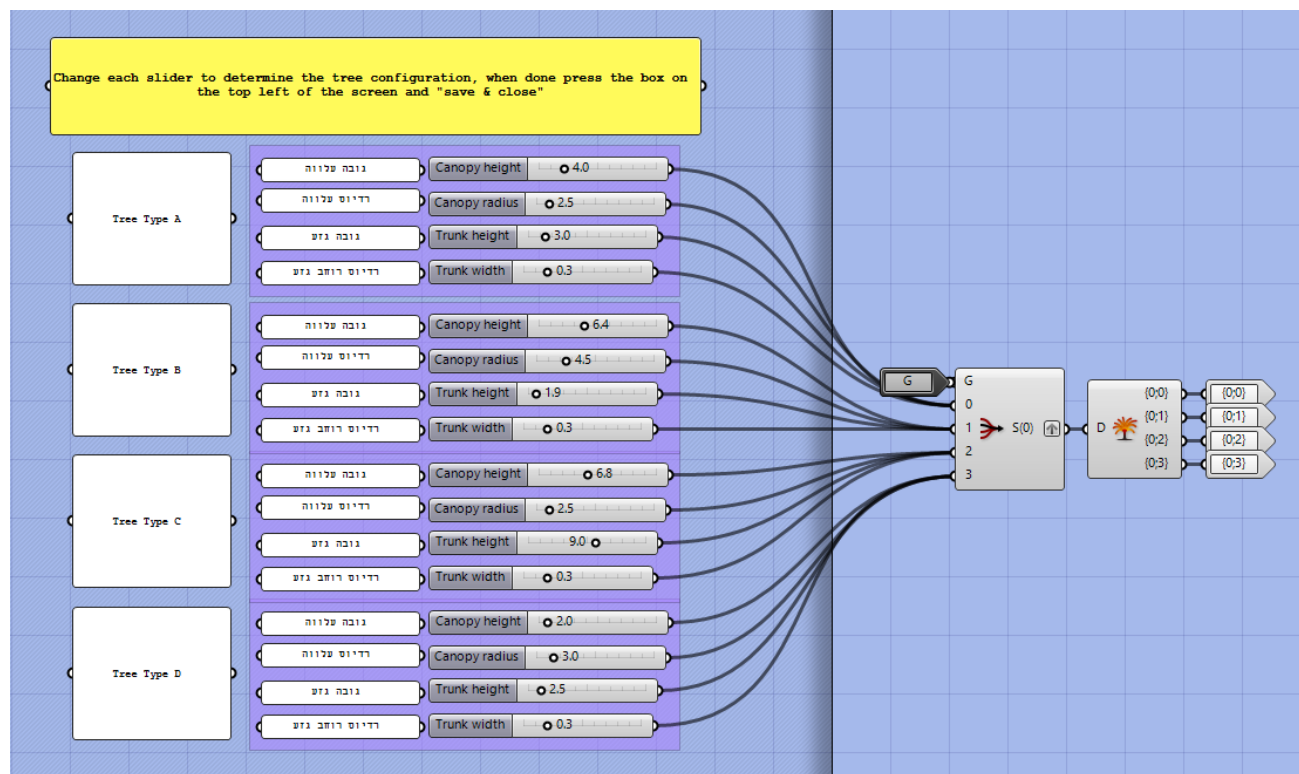 Change each slider to determine the tree configuration, when done press the box on
the top left of the screen and "save & close"
Tree Type A
גובה עלווה
Canopy height
4.0
רדיוס עלווה
Canopy radius
2.5
גובה גזע
Trunk height
3.0
רדיוס רוחב גזע
Trunk width
0.3
Tree Type B
גובה עלווה
Canopy height
6.4
רדיוס עלווה
Canopy radius
4.5
גובה גזע
Trunk height
1.9
רדיוס רוחב גזע
Trunk width
0.3
Tree Type C
גובה עלווה
Canopy height
6.8
רדיוס עלווה
Canopy radius
2.5
גובה גזע
Trunk height
9.0
רדיוס רוחב גזע
Trunk width
0.3
Tree Type D
גובה עלווה
Canopy height
2.0
רדיוס עלווה
Canopy radius
3.0
גובה גזע
Trunk height
2.5
רדיוס רוחב גזע
Trunk width
0.3
G
G
0
1
2
3
S(0)
D
{0;0}
{0;1}
{0;2}
{0;3}
{0;0}
{0;1}
{0;2}
{0;3}